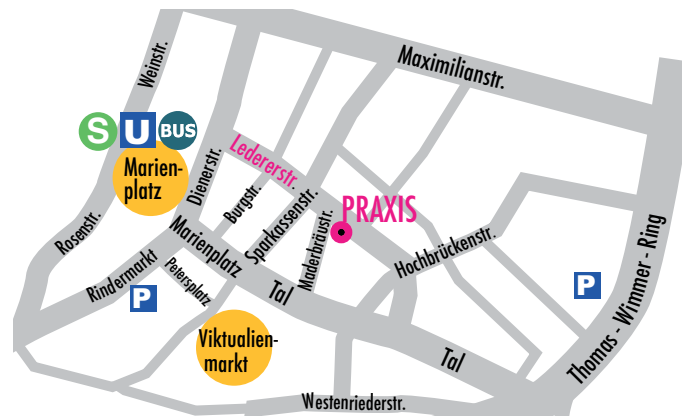 Weinstr.
Maximilianstr.
S
U
BUS
Marien-
platz
Dienerstr.
Ledererstr.
Burgstr.
Sparkassenstr.
PRAXIS
Maderbräustr.
Hochbrückenstr.
Rosenstr.
Rindermarkt
Marienplatz
Petersplatz
P
P
Tal
Thomas - Wimmer - Ring
Viktualien-
markt
Tal
Westenriederstr.